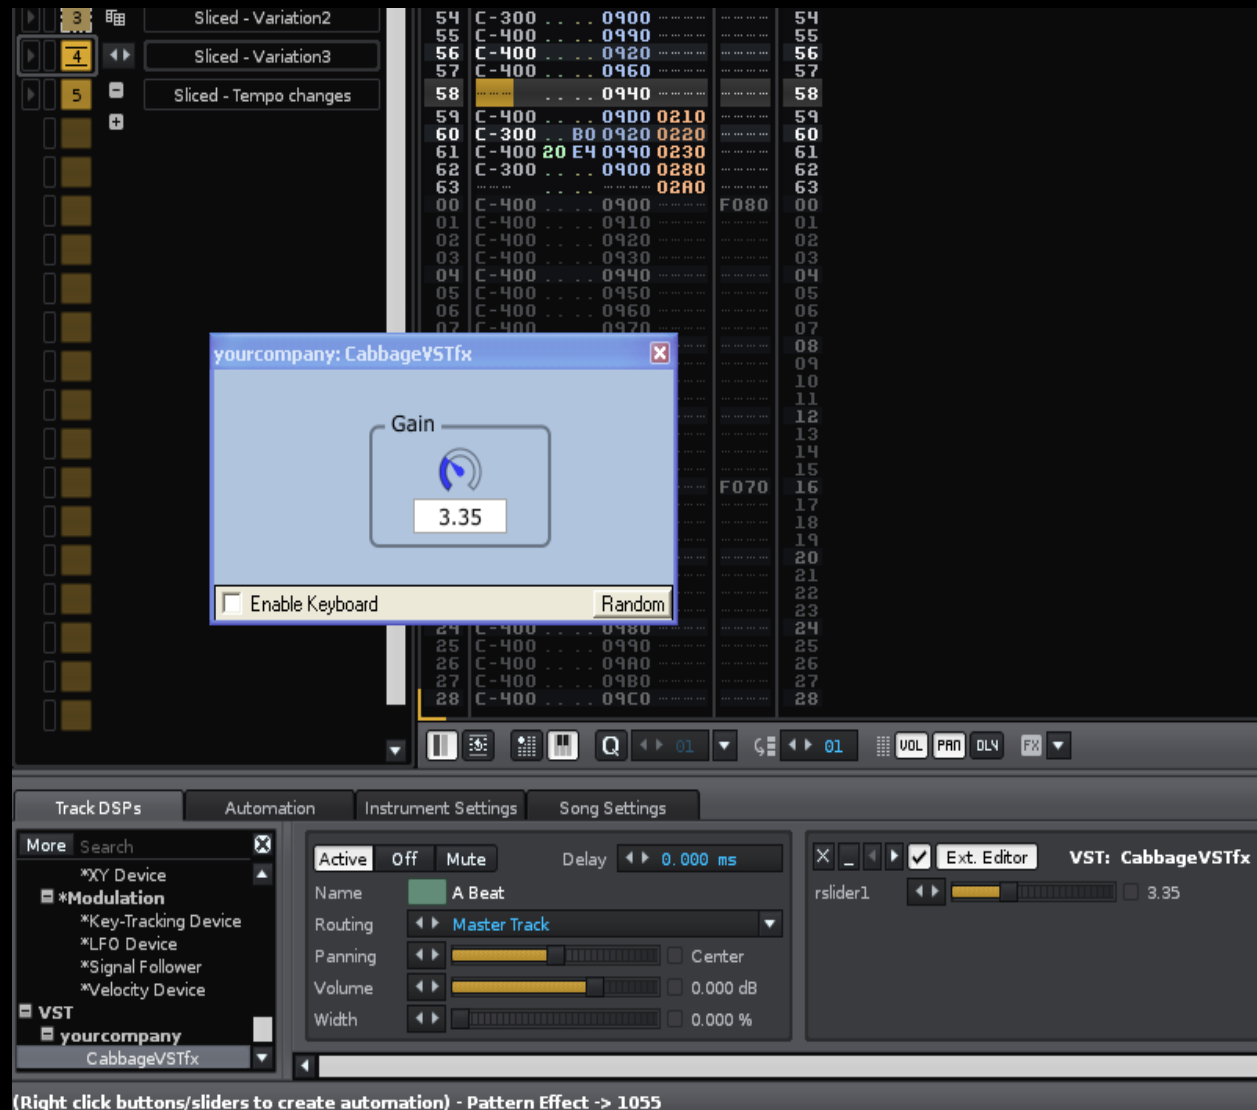 3 Sliced - Variation2
4 Sliced - Variation3
5 Sliced - Tempo changes
54 C-300 .... 0900 54
55 C-400 .... 0990 55
56 C-400 0920 56
57 C-400 .... 0960 57
58 .... 0940 58
59 C-400 .... 09D0 0210 59
60 C-300 .. B0 0920 0220 60
61 C-400 20 E4 0990 0230 61
62 C-300 .... 0900 0280 62
63 .... 02A0 63
00 C-400 .... 0900 F080 00
01 C-400 .... 0910 01
02 C-400 .... 0920 02
03 C-400 .... 0930 03
04 C-400 .... 0940 04
05 C-400 .... 0950 05
06 C-400 .... 0960 06
07 C-400 0970 07
08
09
10
11
12
13
14
15
F070 16
17
18
19
20
21
22
23
24 C-400 .... 0980 24
25 C-400 .... 0990 25
26 C-400 .... 09A0 26
27 C-400 .... 09B0 27
28 C-400 .... 09C0 28
yourcompany: CabbageVSTfx
Gain
3.35
Enable Keyboard Random
Q 01 01 VOL PAN DLY FX
Track DSPs Automation Instrument Settings Song Settings
More Search
*XY Device
*Modulation
*Key-Tracking Device
*LFO Device
*Signal Follower
*Velocity Device
VST
yourcompany
CabbageVSTfx
Active Off Mute Delay 0.000 ms
Name A Beat
Routing Master Track
Panning Center
Volume 0.000 dB
Width 0.000 %
Ext. Editor VST: CabbageVSTfx
rslider1 3.35
(Right click buttons/sliders to create automation) - Pattern Effect -> 1055